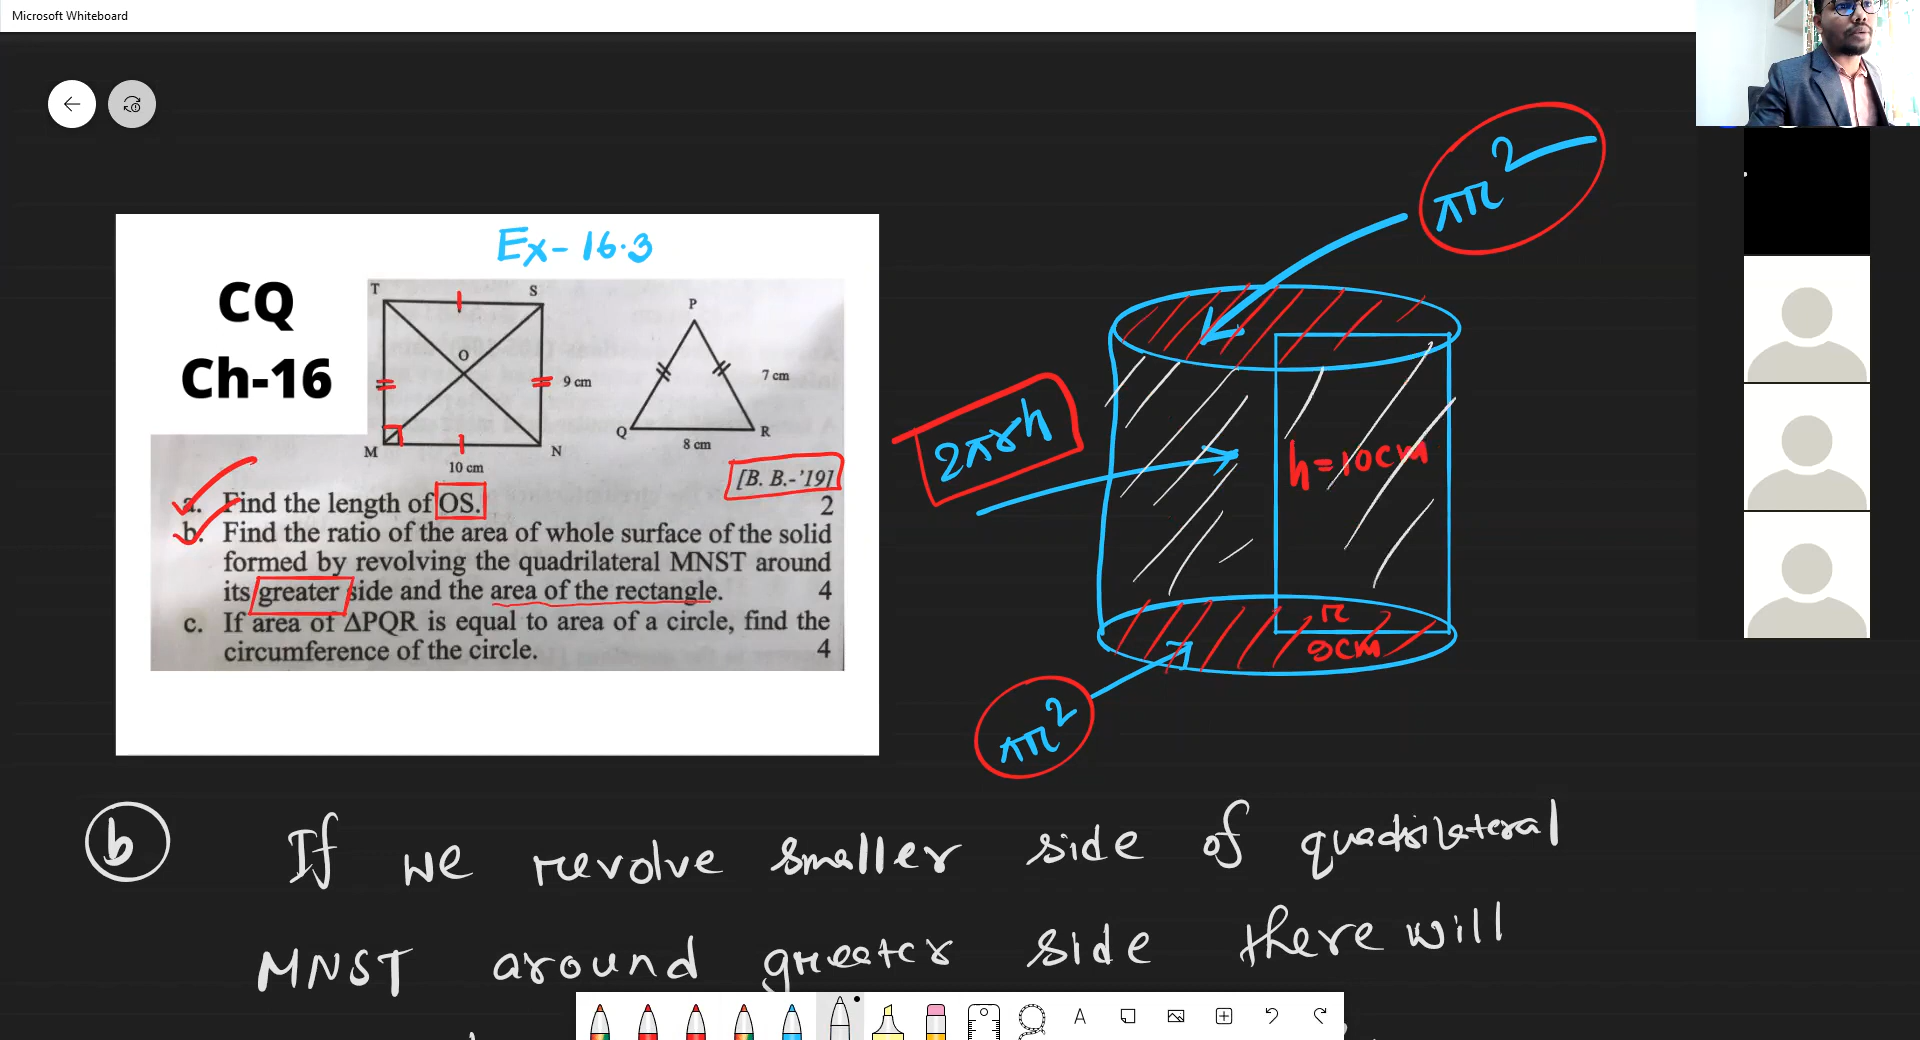 Microsoft Whiteboard
Ex - 16.3
CQ
Ch-16
T
S
O
9 cm
M
N
10 cm
P
7 cm
Q
R
8 cm
[B. B.-'19]
a. Find the length of OS. 2
b. Find the ratio of the area of whole surface of the solid
formed by revolving the quadrilateral MNST around
its greater side and the area of the rectangle. 4
c. If area of ΔPQR is equal to area of a circle, find the
circumference of the circle. 4
πr²
2πrh
h=10cm
r
9cm
πr²
b If we revolve smaller side of quadrilateral
MNST around greater side there will
A